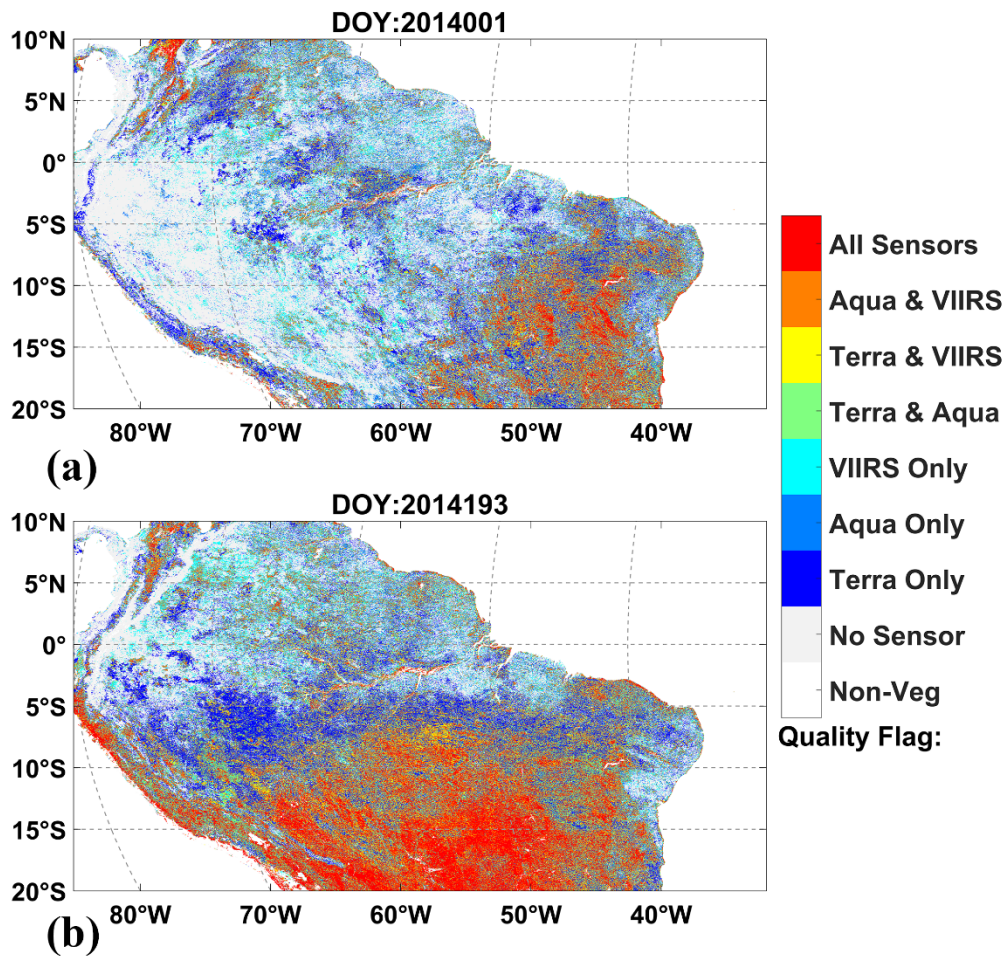 DOY:2014001
10°N
5°N
0°
5°S
10°S
15°S
20°S
80°W 70°W 60°W 50°W 40°W
(a)
DOY:2014193
10°N
5°N
0°
5°S
10°S
15°S
20°S
80°W 70°W 60°W 50°W 40°W
(b)
All Sensors
Aqua & VIIRS
Terra & VIIRS
Terra & Aqua
VIIRS Only
Aqua Only
Terra Only
No Sensor
Non-Veg
Quality Flag: